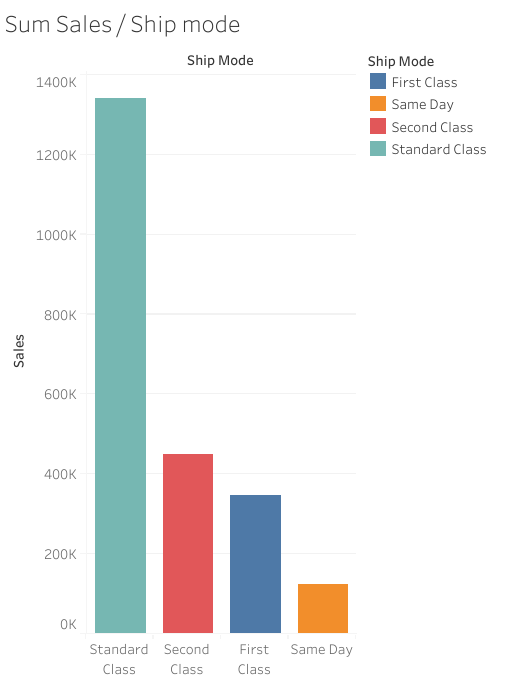 Sum Sales / Ship mode
Ship Mode
Ship Mode
First Class
Same Day
Second Class
Standard Class
1400K
1200K
1000K
800K
600K
400K
200K
0K
Sales
Standard Class
Second Class
First Class
Same Day